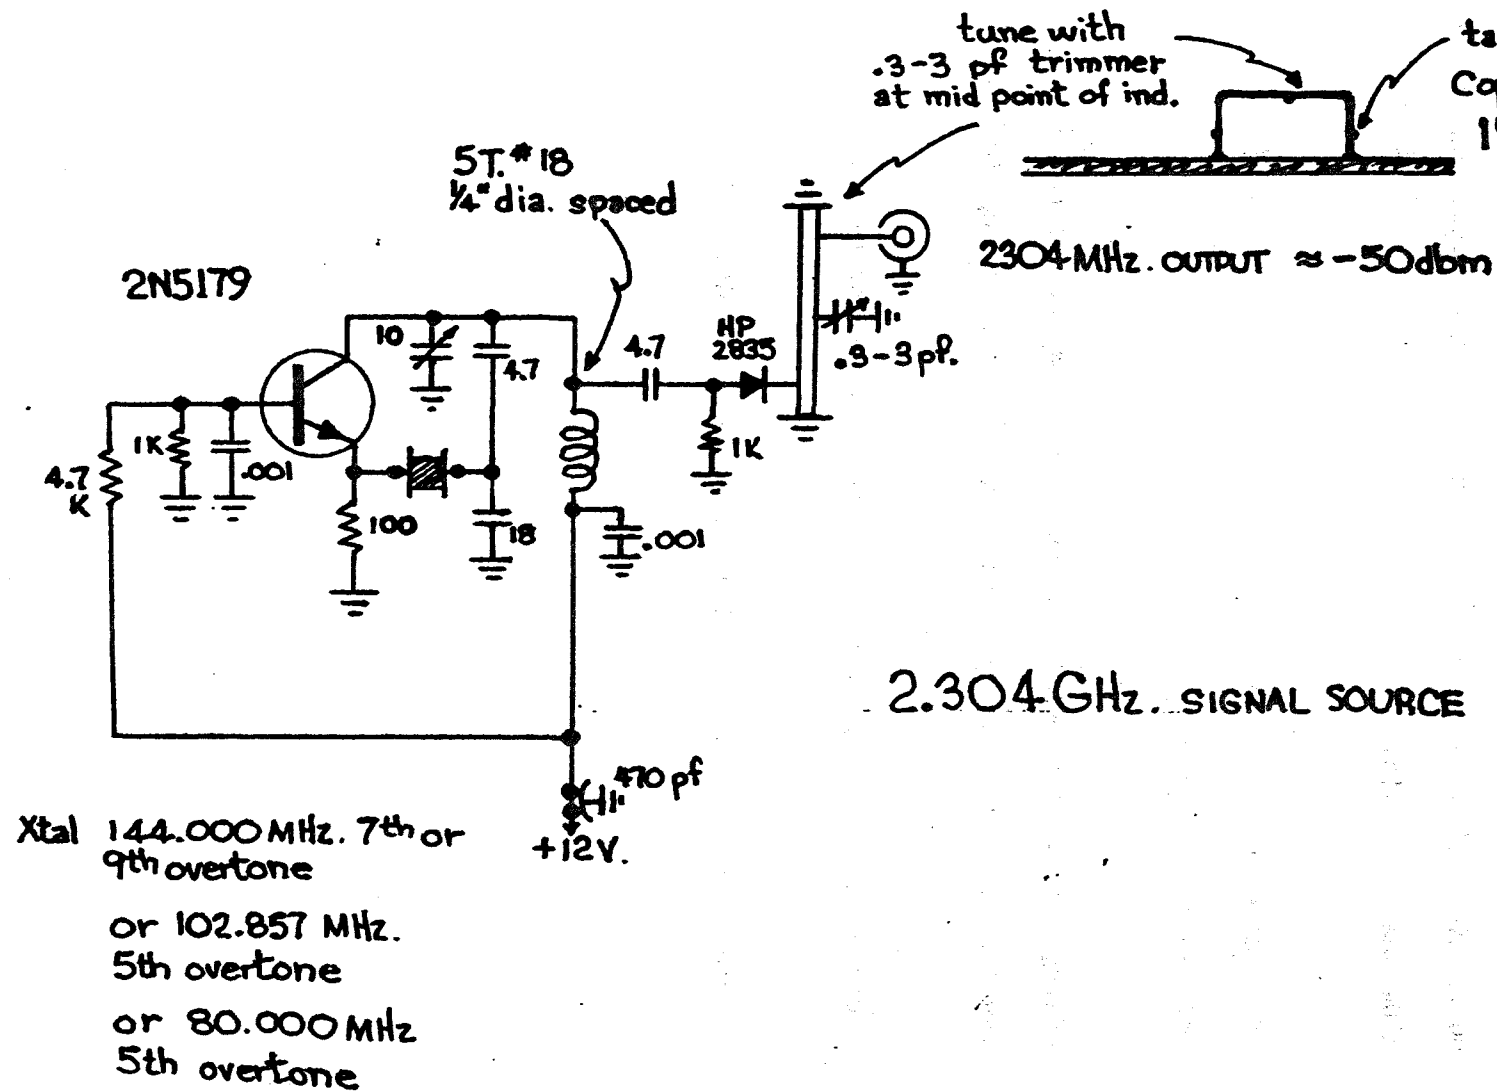 tune with
.3-3 pf trimmer
at mid point of ind.
1"
5T. #18
1/4" dia. spaced
2304 MHz. OUTPUT ≈ -50dbm
2N5179
10
4.7
4.7
HP
2835
.3-3 pf.
1K
.001
4.7
K
1K
100
18
.001
2.304 GHz. SIGNAL SOURCE
470 pf
+12V.
Xtal 144.000 MHz. 7th or
9th overtone
or 102.857 MHz.
5th overtone
or 80.000 MHz
5th overtone